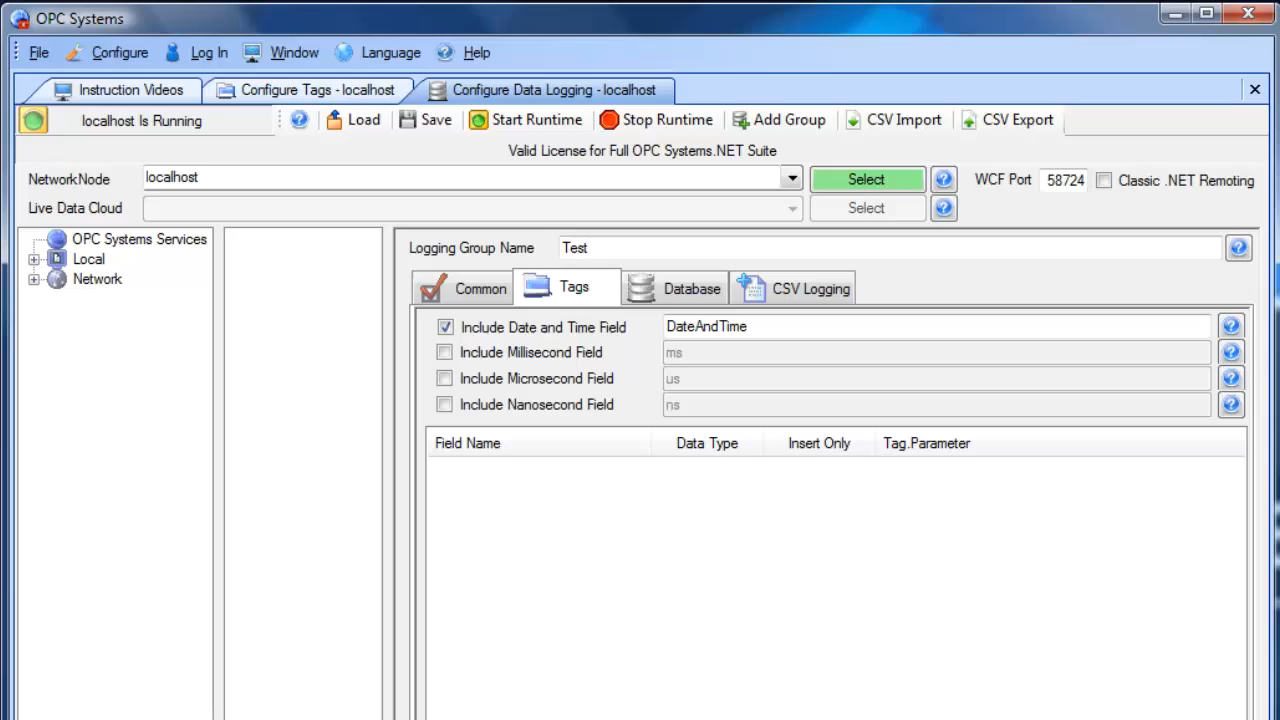 OPC Systems
File Configure Log In Window Language Help
Instruction Videos Configure Tags - localhost Configure Data Logging - localhost
localhost Is Running Load Save Start Runtime Stop Runtime Add Group CSV Import CSV Export
Valid License for Full OPC Systems.NET Suite
NetworkNode localhost Select WCF Port 58724 Classic .NET Remoting
Live Data Cloud Select
OPC Systems Services
Local
Network
Logging Group Name Test
Common Tags Database CSV Logging
Include Date and Time Field DateAndTime
Include Millisecond Field ms
Include Microsecond Field us
Include Nanosecond Field ns
Field Name Data Type Insert Only Tag.Parameter